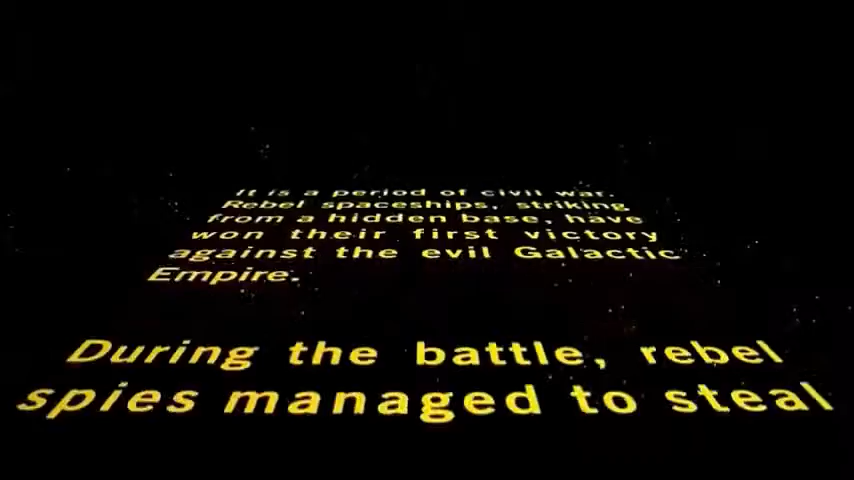 It is a period of civil war.
Rebel spaceships, striking
from a hidden base, have
won their first victory
against the evil Galactic
Empire.
During the battle, rebel
spies managed to steal